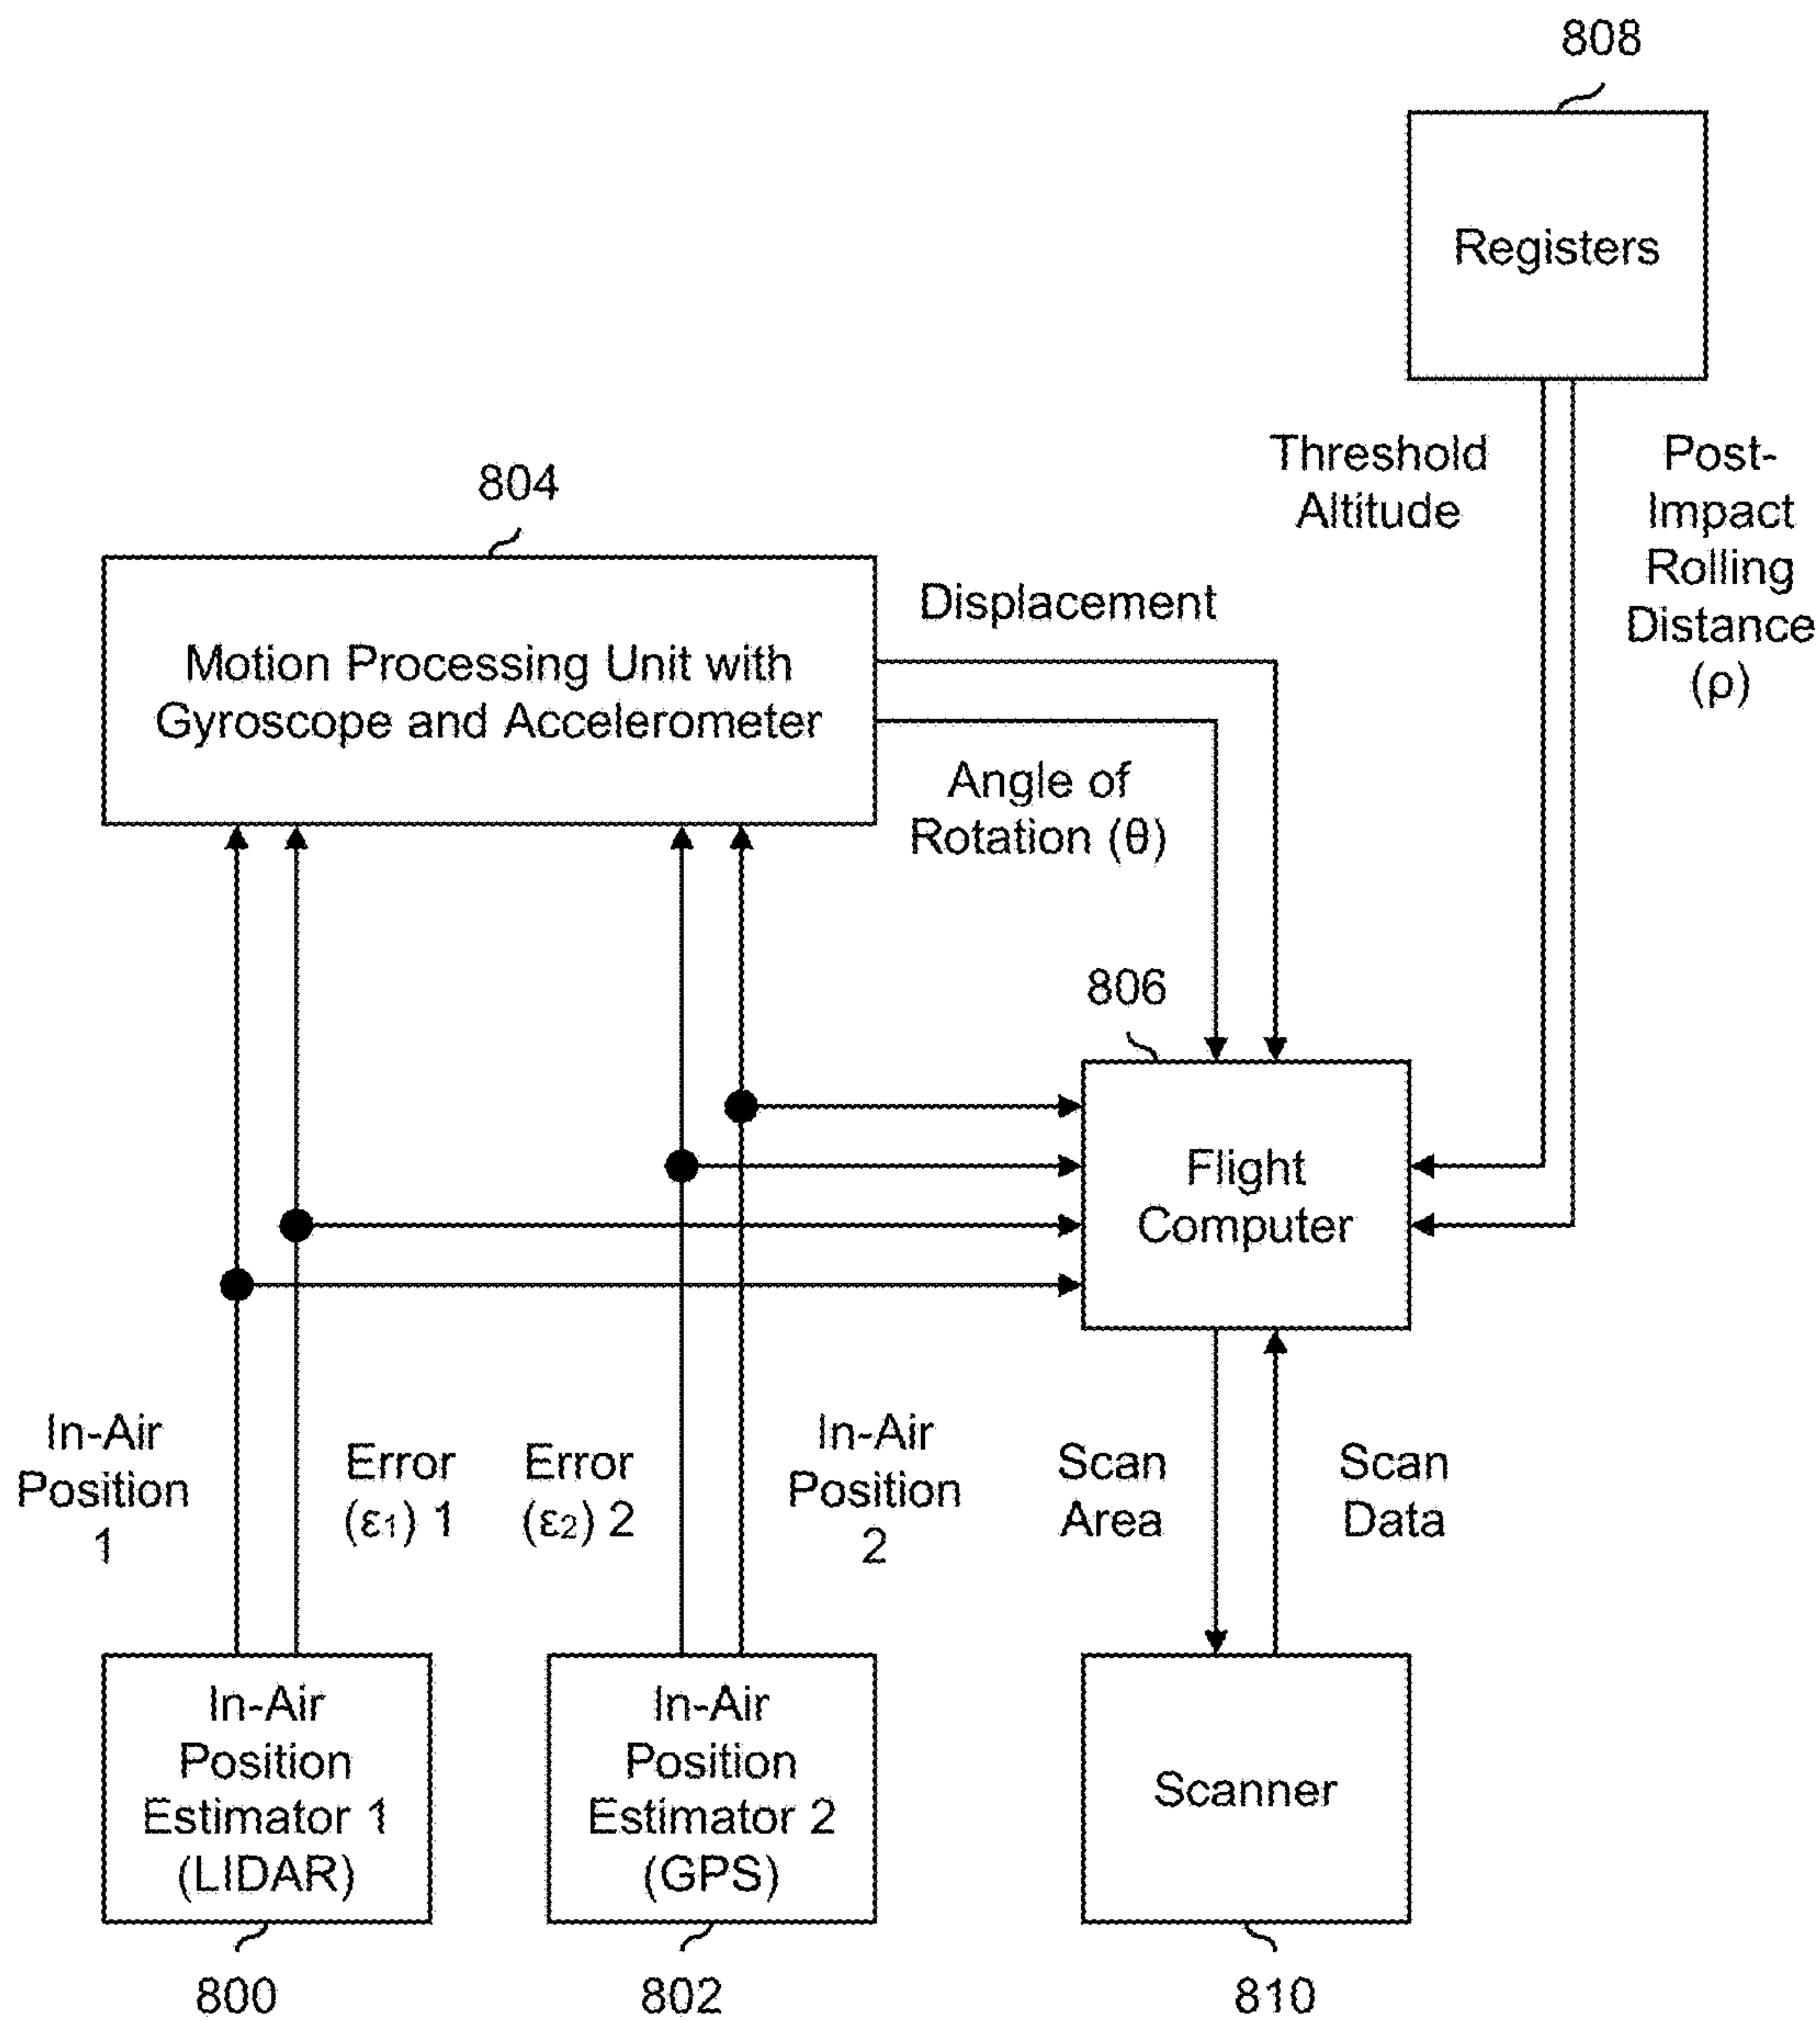 808
Registers
Threshold
Altitude
Post-
Impact
Rolling
Distance
(ρ)
804
Motion Processing Unit with
Gyroscope and Accelerometer
Displacement
Angle of
Rotation (θ)
806
Flight
Computer
In-Air
Position
1
Error
(ε₁) 1
Error
(ε₂) 2
In-Air
Position
2
Scan
Area
Scan
Data
In-Air
Position
Estimator 1
(LIDAR)
In-Air
Position
Estimator 2
(GPS)
Scanner
800
802
810